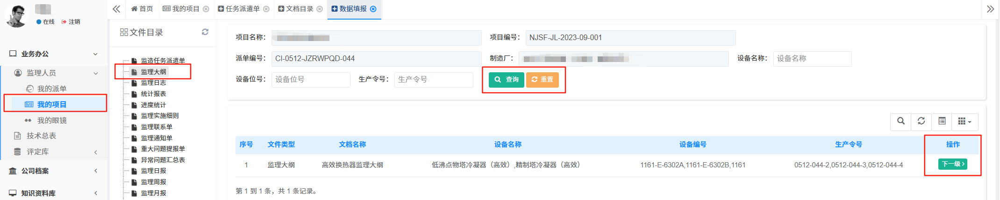 在线 注销
业务办公
监理人员
我的派单
我的项目
我的眼镜
技术总表
评定库
公司档案
知识资料库
首页 我的项目 任务派遣单 文档目录 数据填报
文件目录
监造任务派遣单
监理大纲
监理日志
统计报表
进度统计
监理实施细则
监理联系单
监理通知单
重大问题提报单
异常问题汇总表
监理日报
监理周报
监理月报
项目名称: 项目编号: NJSF-JL-2023-09-001
派单编号: CI-0512-JZRWPQD-044 制造厂: 设备名称: 设备名称
设备位号: 设备位号 生产令号: 生产令号 查询 重置
序号 文件类型 文档名称 设备名称 设备编号 生产令号 操作
1 监理大纲 高效换热器监理大纲 低沸点物塔冷凝器（高效）,精制塔冷凝器（高效） 1161-E-6302A,1161-E-6302B,1161 0512-044-2,0512-044-3,0512-044-4 下一级
第 1 到 1 条，共 1 条记录。